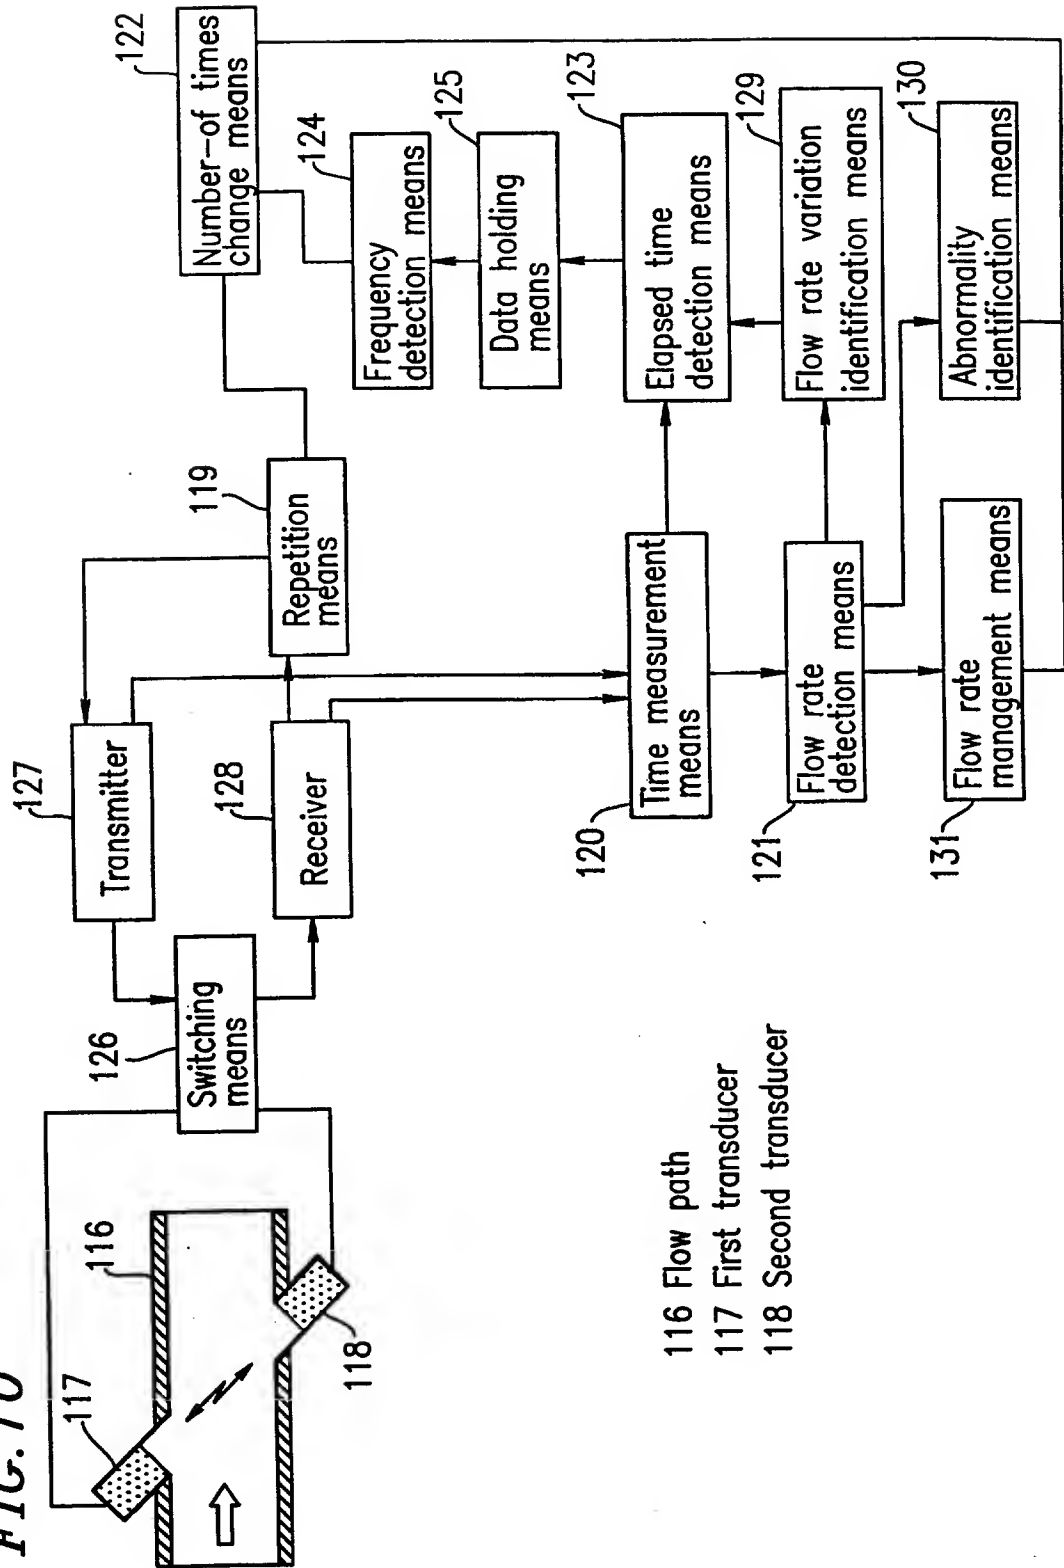 FIG. 70
117
116
118
126
Switching
means
127
Transmitter
128
Receiver
119
Repetition
means
122
Number-of times
change means
124
Frequency
detection means
125
Data holding
means
123
Elapsed time
detection means
129
Flow rate variation
identification means
130
Abnormality
identification means
120
Time measurement
means
121
Flow rate
detection means
131
Flow rate
management means
116 Flow path
117 First transducer
118 Second transducer